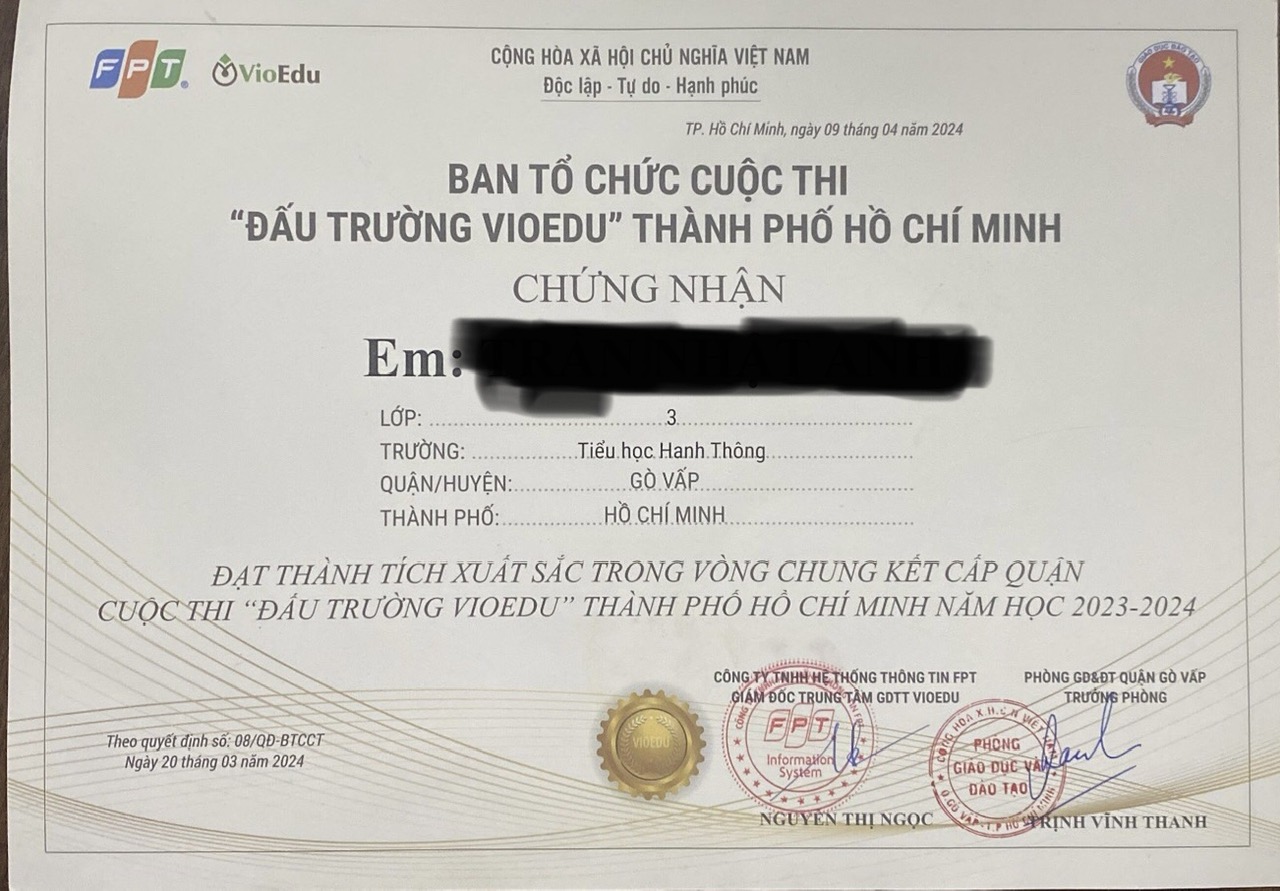 FPT
VioEdu
CỘNG HÒA XÃ HỘI CHỦ NGHĨA VIỆT NAM
Độc lập - Tự do - Hạnh phúc
GIÁO DỤC ĐÀO TẠO
TP. Hồ Chí Minh, ngày 09 tháng 04 năm 2024
BAN TỔ CHỨC CUỘC THI
“ĐẤU TRƯỜNG VIOEDU” THÀNH PHỐ HỒ CHÍ MINH
CHỨNG NHẬN
Em:
LỚP: 3
TRƯỜNG: Tiểu học Hanh Thông
QUẬN/HUYỆN: GÒ VẤP
THÀNH PHỐ: HỒ CHÍ MINH
ĐẠT THÀNH TÍCH XUẤT SẮC TRONG VÒNG CHUNG KẾT CẤP QUẬN
CUỘC THI “ĐẤU TRƯỜNG VIOEDU” THÀNH PHỐ HỒ CHÍ MINH NĂM HỌC 2023-2024
Theo quyết định số: 08/QĐ-BTCCT
Ngày 20 tháng 03 năm 2024
VIOEDU
CÔNG TY TNHH HỆ THỐNG THÔNG TIN FPT
GIÁM ĐỐC TRUNG TÂM GDTT VIOEDU
FPT
Information
System
NGUYỄN THỊ NGỌC
PHÒNG GD&ĐT QUẬN GÒ VẤP
TRƯỞNG PHÒNG
PHÒNG
GIÁO DỤC VÀ
ĐÀO TẠO
TRỊNH VĨNH THANH